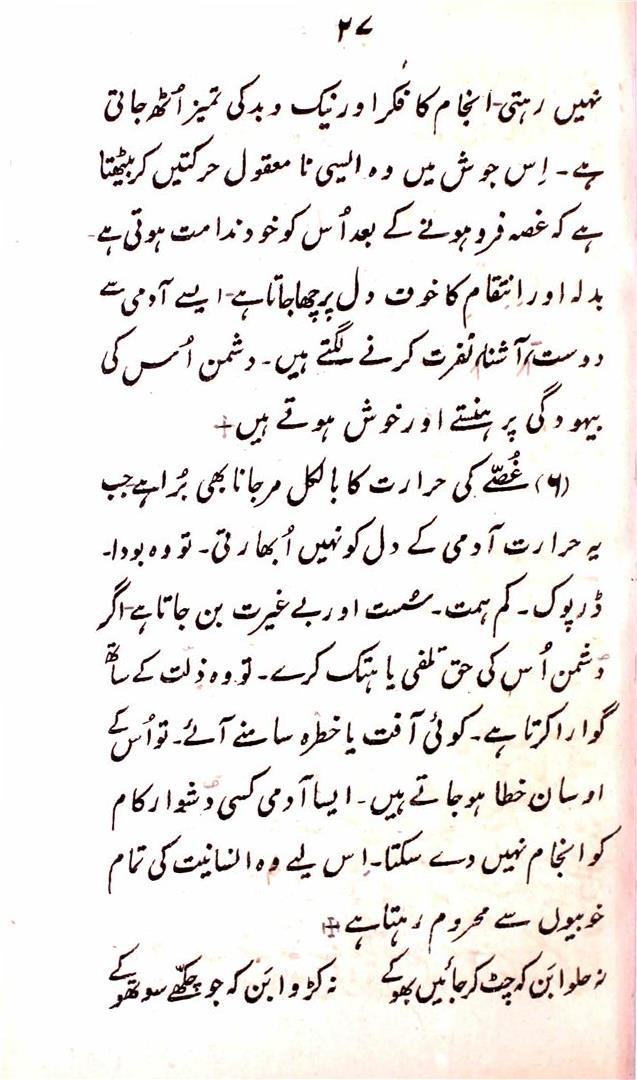 ۲۷
نہیں رہتی۔ انجام کا فکر اور نیک و بد کی تمیز اُٹھ جاتی
ہے۔ اِس جوش میں وہ ایسی نا معقول حرکتیں کر بیٹھتا
ہے کہ غصہ فرو ہونے کے بعد اُس کو خود ندامت ہوتی ہے۔
بدلہ اور اِنتقام کا خوف دل پر چھا جاتا ہے۔ ایسے آدمی سے
دوست آشنا نفرت کرنے لگتے ہیں۔ دشمن اُس کی
بیہودگی پر ہنستے اور خوش ہوتے ہیں +
(۶) غُصّے کی حرارت کا بالکل مر جانا بھی بُرا ہے جب
یہ حرارت آدمی کے دل کو نہیں اُبھارتی۔ تو وہ بودا۔
ڈرپوک۔ کم ہمت۔ سُست اور بے غیرت بن جاتا ہے۔ اگر
دشمن اُس کی حق تلفی یا ہتک کرے۔ تو وہ ذلت کے ساتھ
گوارا کرتا ہے۔ کوئی آفت یا خطرہ سامنے آئے۔ تو اُس کے
اوسان خطا ہو جاتے ہیں۔ ایسا آدمی کسی دشوار کام
کو انجام نہیں دے سکتا۔ اِس لیے وہ انسانیت کی تمام
خوبیوں سے محروم رہتا ہے +
نہ حلوا بَن کہ چٹ کر جائیں بھوکے نہ کڑوا بَن کہ جو چکھے سو تھوکے